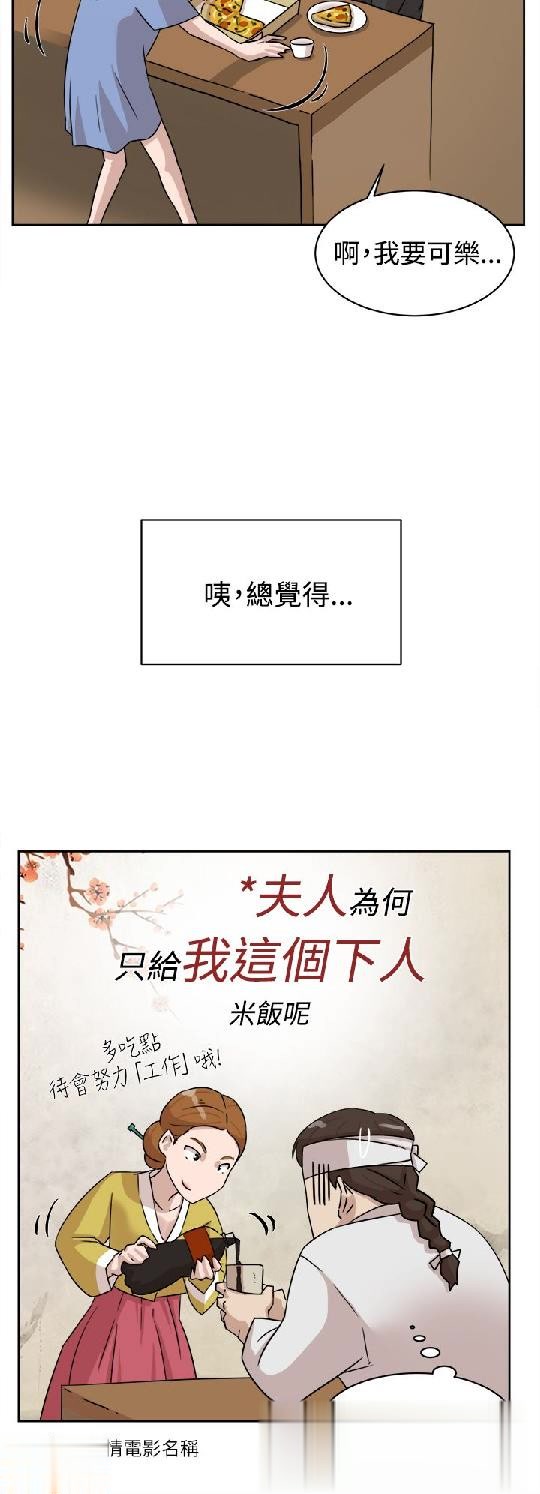 啊，我要可樂...
咦，總覺得...
*夫人為何
只給我這個下人
米飯呢
多吃點
待會努力「工作」哦!
情電影名稱